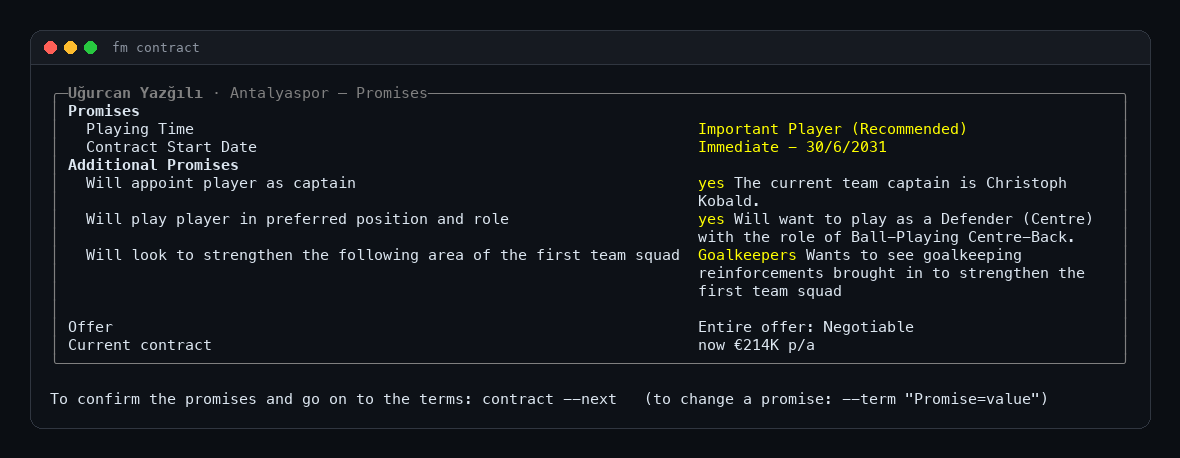 fm contract
Uğurcan Yazğılı · Antalyaspor — Promises
Promises
Playing Time Important Player (Recommended)
Contract Start Date Immediate — 30/6/2031
Additional Promises
Will appoint player as captain yes The current team captain is Christoph
Kobald.
Will play player in preferred position and role yes Will want to play as a Defender (Centre)
with the role of Ball-Playing Centre-Back.
Will look to strengthen the following area of the first team squad Goalkeepers Wants to see goalkeeping
reinforcements brought in to strengthen the
first team squad
Offer Entire offer: Negotiable
Current contract now €214K p/a
To confirm the promises and go on to the terms: contract --next (to change a promise: --term "Promise=value")